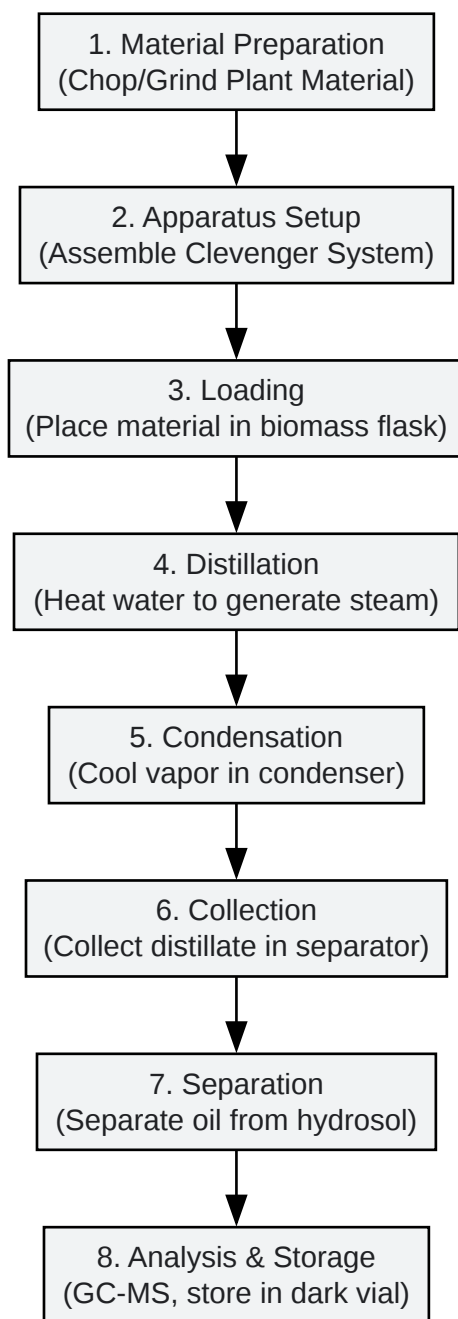 1. Material Preparation
(Chop/Grind Plant Material)
2. Apparatus Setup
(Assemble Clevenger System)
3. Loading
(Place material in biomass flask)
4. Distillation
(Heat water to generate steam)
5. Condensation
(Cool vapor in condenser)
6. Collection
(Collect distillate in separator)
7. Separation
(Separate oil from hydrosol)
8. Analysis & Storage
(GC-MS, store in dark vial)